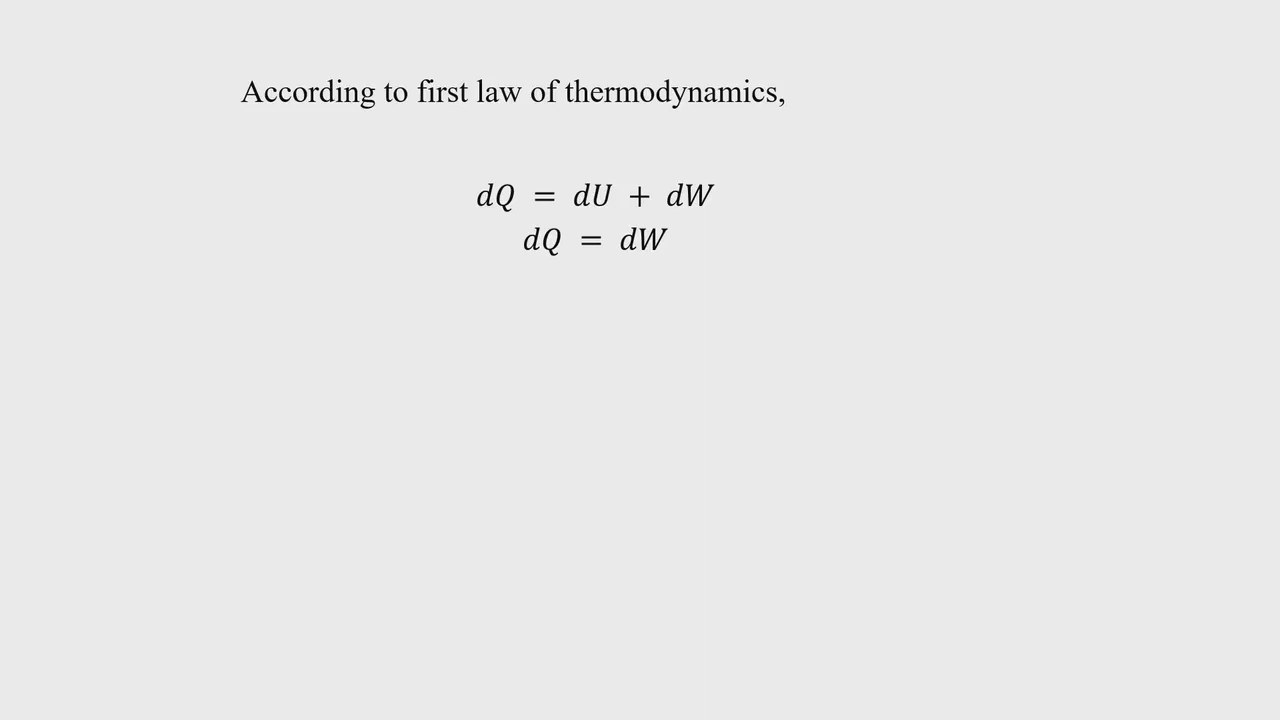 According to first law of thermodynamics,
dQ = dU + dW
dQ = dW